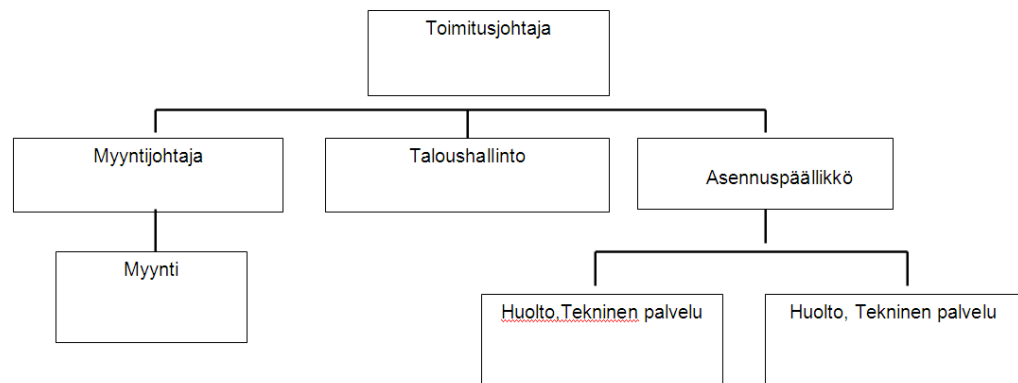 Toimitusjohtaja
Myyntijohtaja
Taloushallinto
Asennuspäällikkö
Myynti
Huolto,Tekninen palvelu
Huolto, Tekninen palvelu